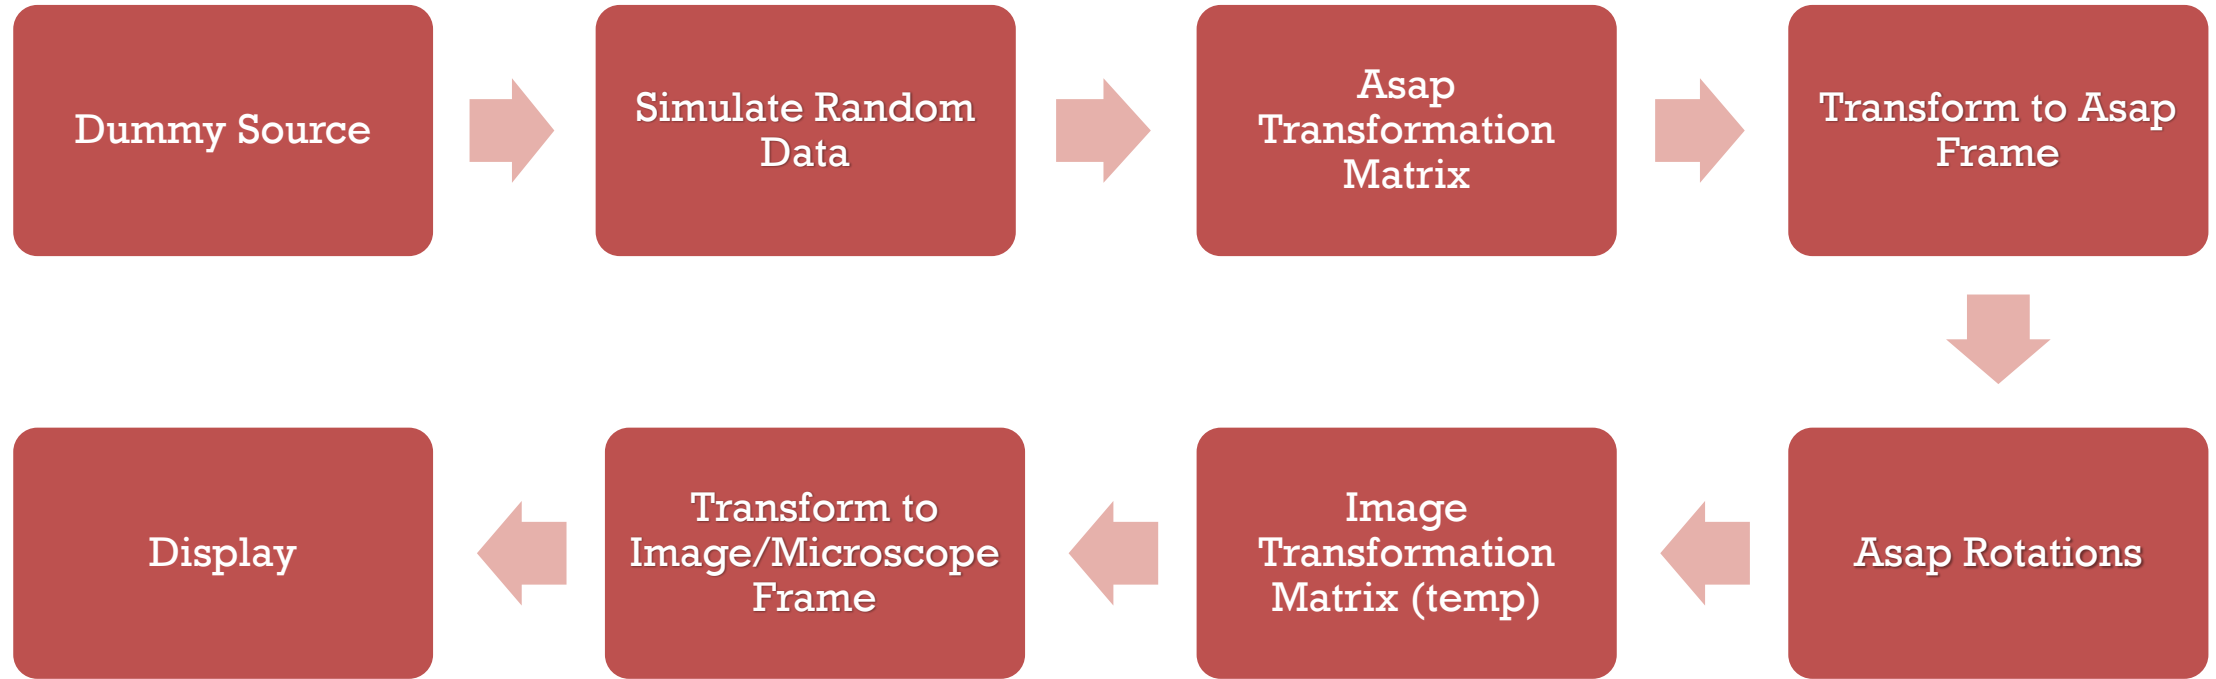 Dummy Source
Simulate Random
Data
Asap
Transformation
Matrix
Transform to Asap
Frame
Asap Rotations
Image
Transformation
Matrix (temp)
Transform to
Image/Microscope
Frame
Display